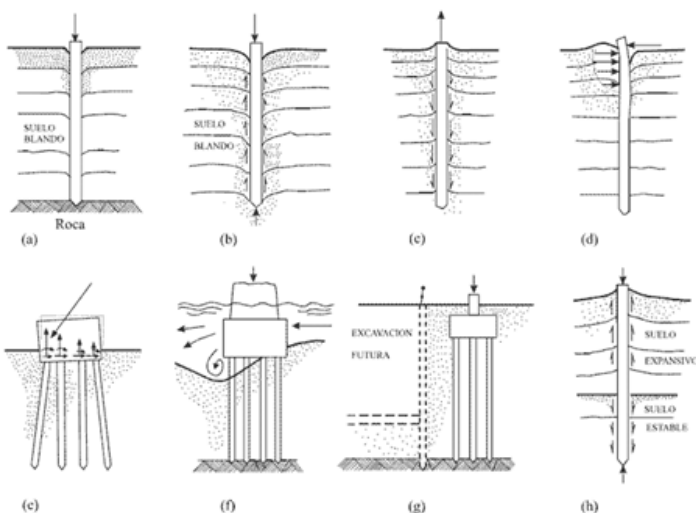 SUELO
BLANDO
Roca
(a)
SUELO
BLANDO
(b)
(c)
(d)
(e)
(f)
EXCAVACION
FUTURA
(g)
SUELO
EXPANSIVO
SUELO
ESTABLE
(h)